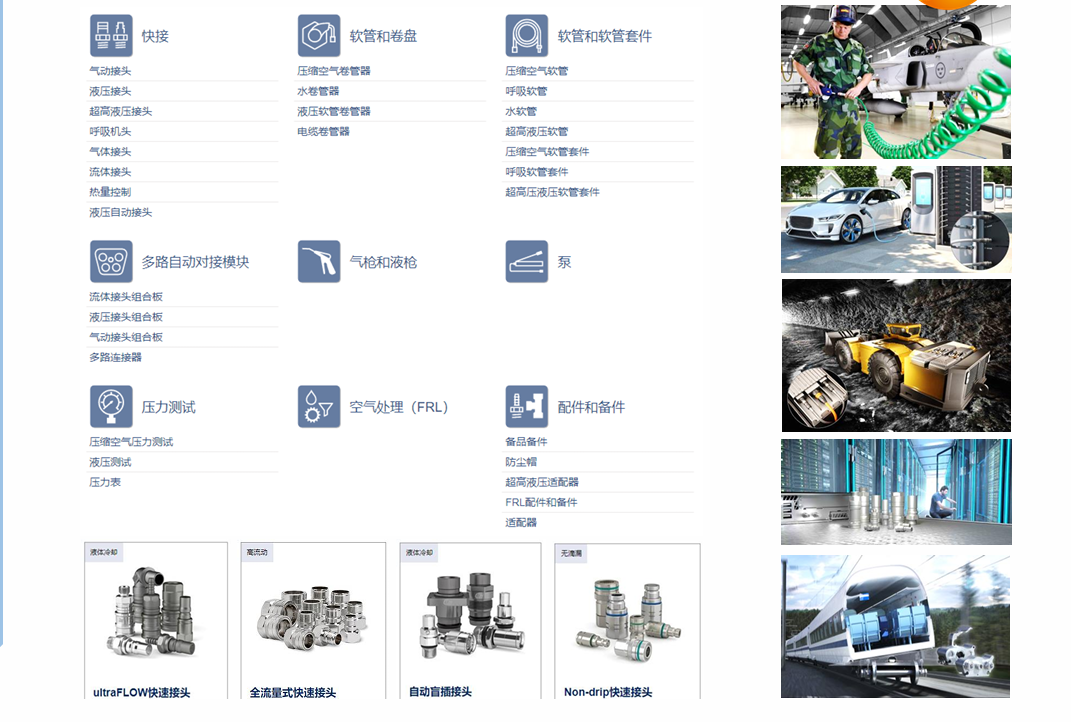 快接
气动接头
液压接头
超高液压接头
呼吸机头
气体接头
流体接头
热量控制
液压自动接头
软管和卷盘
压缩空气卷管器
水卷管器
液压软管卷管器
电缆卷管器
软管和软管套件
压缩空气软管
呼吸软管
水软管
超高液压软管
压缩空气软管套件
呼吸软管套件
超高压液压软管套件
多路自动对接模块
流体接头组合板
液压接头组合板
气动接头组合板
多路连接器
气枪和液枪
泵
压力测试
压缩空气压力测试
液压测试
压力表
空气处理（FRL）
配件和备件
备品备件
防尘帽
超高液压适配器
FRL配件和备件
适配器
液体冷却
ultraFLOW快速接头
高流动
全流量式快速接头
液体冷却
自动盲插接头
无滴漏
Non-drip快速接头